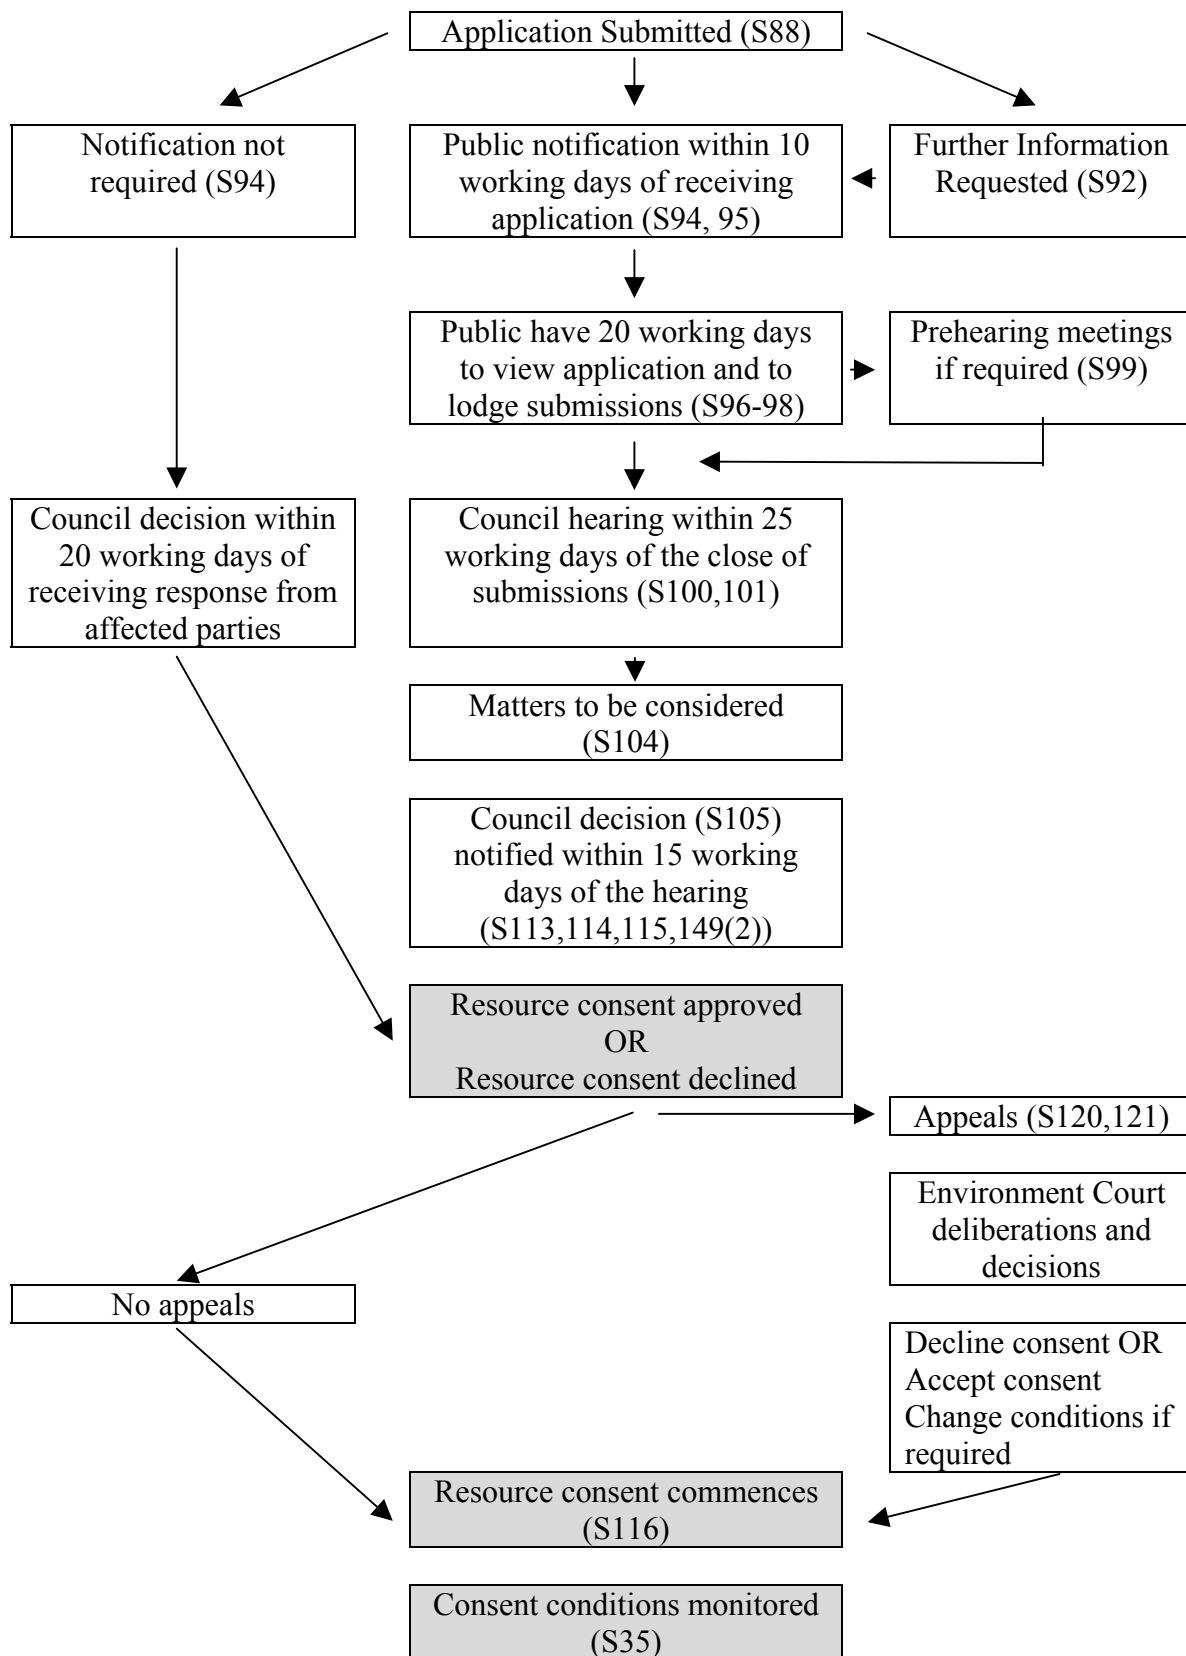 Application Submitted (S88)
Notification not
required (S94)
Public notification within 10
working days of receiving
application (S94, 95)
Further Information
Requested (S92)
Public have 20 working days
to view application and to
lodge submissions (S96-98)
Prehearing meetings
if required (S99)
Council decision within
20 working days of
receiving response from
affected parties
Council hearing within 25
working days of the close of
submissions (S100,101)
Matters to be considered
(S104)
Council decision (S105)
notified within 15 working
days of the hearing
(S113,114,115,149(2))
Resource consent approved
OR
Resource consent declined
Appeals (S120,121)
Environment Court
deliberations and
decisions
No appeals
Decline consent OR
Accept consent
Change conditions if
required
Resource consent commences
(S116)
Consent conditions monitored
(S35)